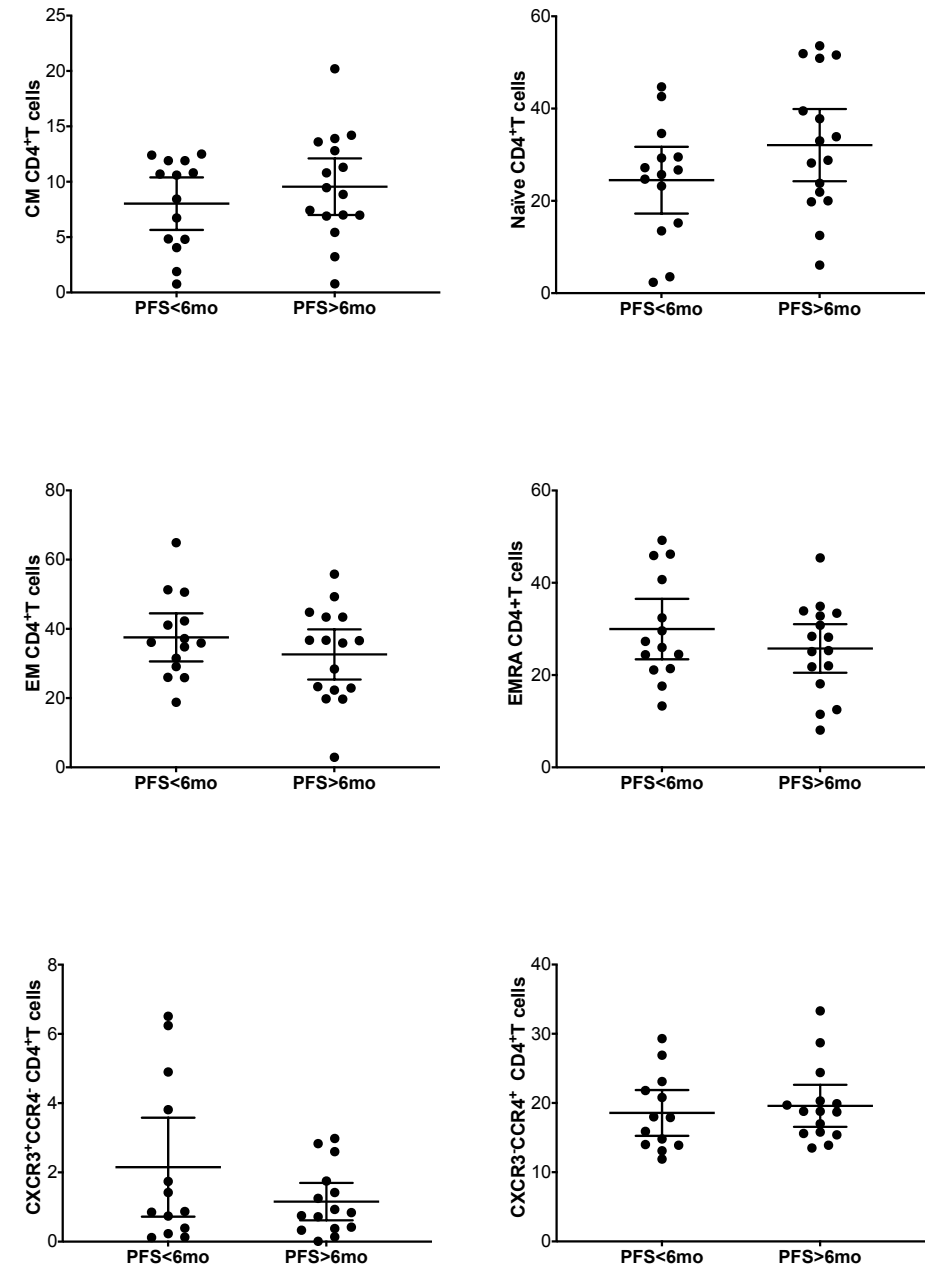 CM CD4⁺T cells
25
20
15
10
5
0
PFS<6mo PFS>6mo
Naïve CD4⁺T cells
60
40
20
0
PFS<6mo PFS>6mo
EM CD4⁺T cells
80
60
40
20
0
PFS<6mo PFS>6mo
EMRA CD4+T cells
60
40
20
0
PFS<6mo PFS>6mo
CXCR3⁺CCR4⁻ CD4⁺T cells
8
6
4
2
0
PFS<6mo PFS>6mo
CXCR3⁻CCR4⁺ CD4⁺T cells
40
30
20
10
0
PFS<6mo PFS>6mo